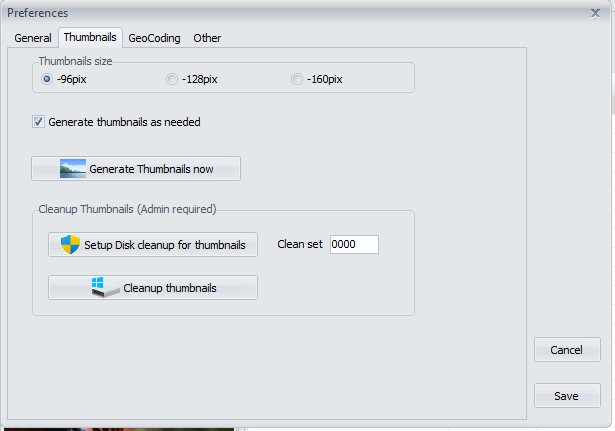 Preferences
General Thumbnails GeoCoding Other
Thumbnails size
-96pix -128pix -160pix
Generate thumbnails as needed
Generate Thumbnails now
Cleanup Thumbnails (Admin required)
Setup Disk cleanup for thumbnails Clean set 0000
Cleanup thumbnails
Cancel
Save